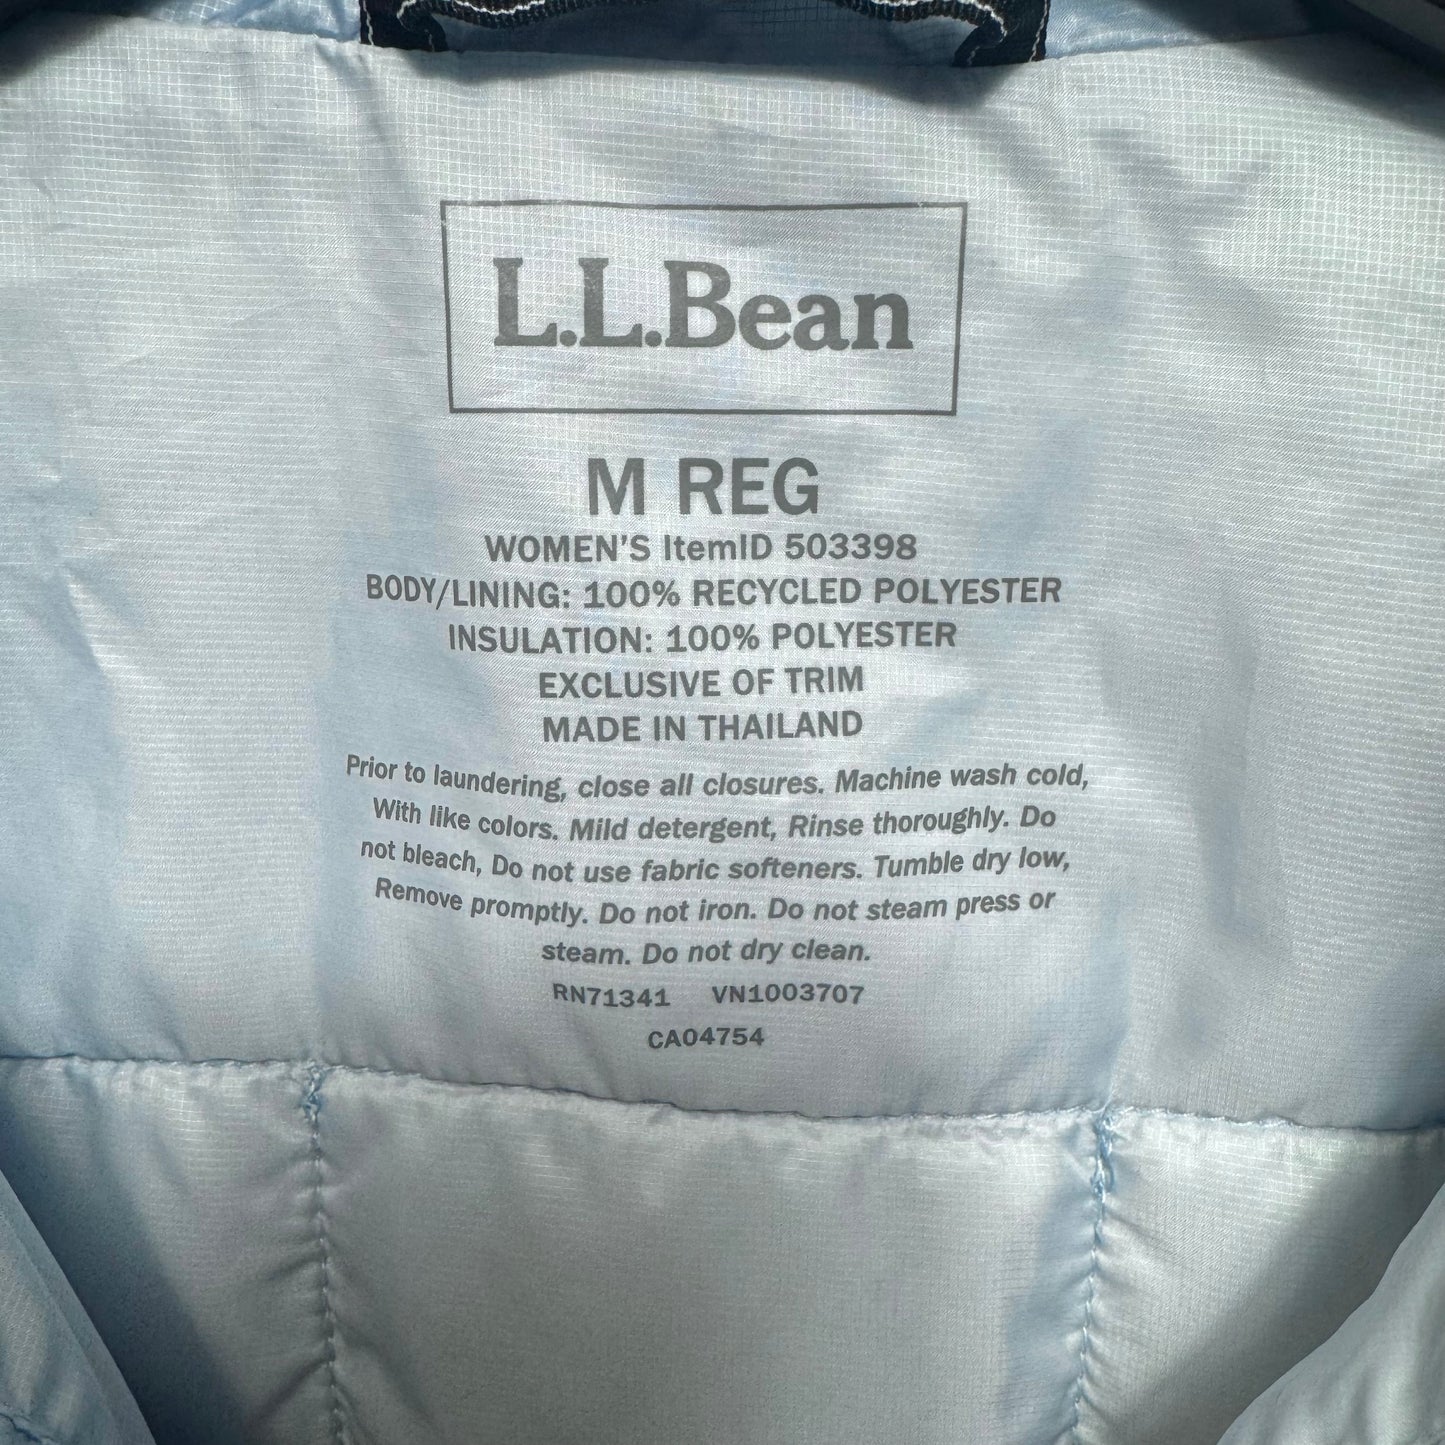 L.L.Bean
M REG
WOMEN'S ItemID 503398
BODY/LINING: 100% RECYCLED POLYESTER
INSULATION: 100% POLYESTER
EXCLUSIVE OF TRIM
MADE IN THAILAND
Prior to laundering, close all closures. Machine wash cold,
With like colors. Mild detergent, Rinse thoroughly. Do
not bleach, Do not use fabric softeners. Tumble dry low,
Remove promptly. Do not iron. Do not steam press or
steam. Do not dry clean.
RN71341 VN1003707
CA04754